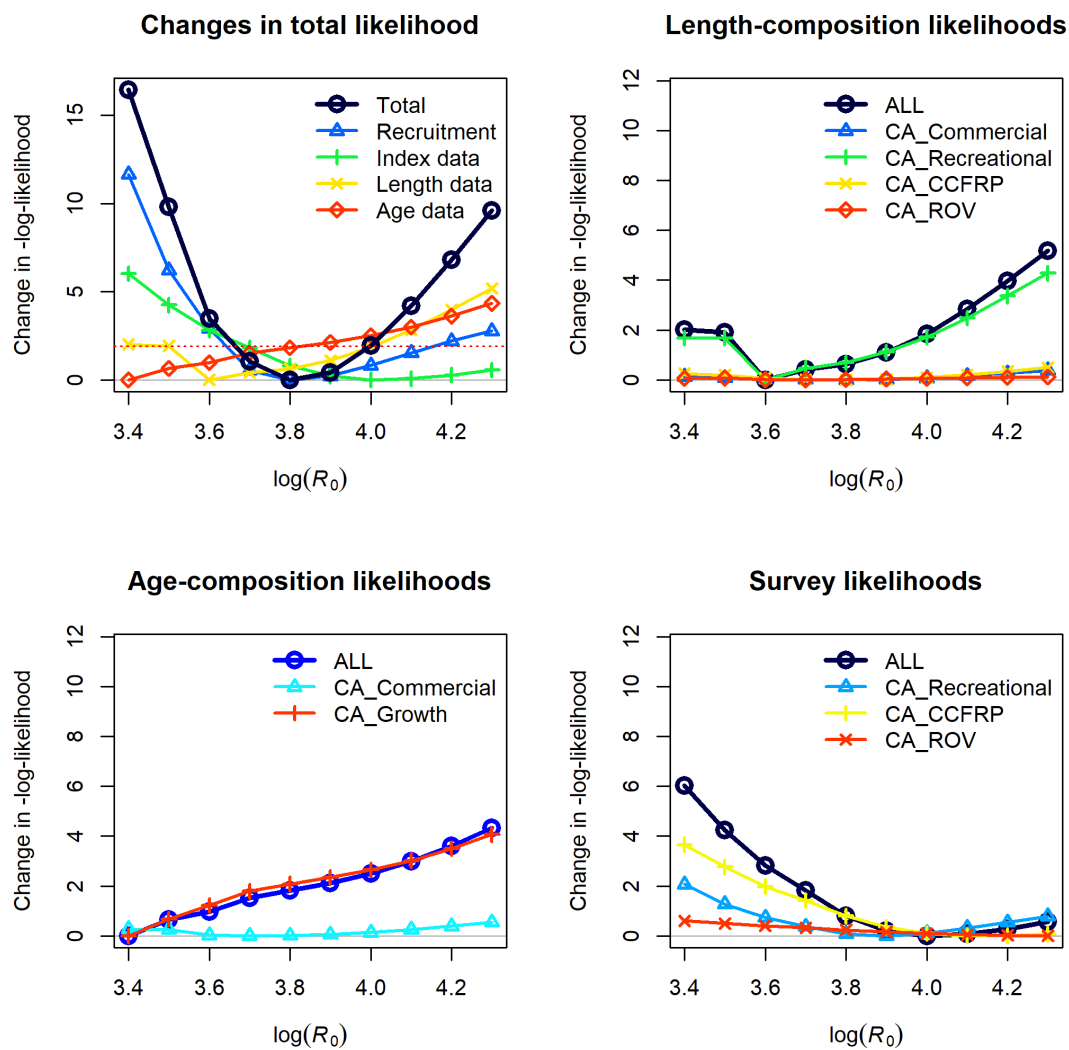 Changes in total likelihood
Change in -log-likelihood
15
10
5
0
Total
Recruitment
Index data
Length data
Age data
3.4 3.6 3.8 4.0 4.2
log(R0)
Length-composition likelihoods
Change in -log-likelihood
12
10
8
6
4
2
0
ALL
CA_Commercial
CA_Recreational
CA_CCFRP
CA_ROV
3.4 3.6 3.8 4.0 4.2
log(R0)
Age-composition likelihoods
Change in -log-likelihood
12
10
8
6
4
2
0
ALL
CA_Commercial
CA_Growth
3.4 3.6 3.8 4.0 4.2
log(R0)
Survey likelihoods
Change in -log-likelihood
12
10
8
6
4
2
0
ALL
CA_Recreational
CA_CCFRP
CA_ROV
3.4 3.6 3.8 4.0 4.2
log(R0)